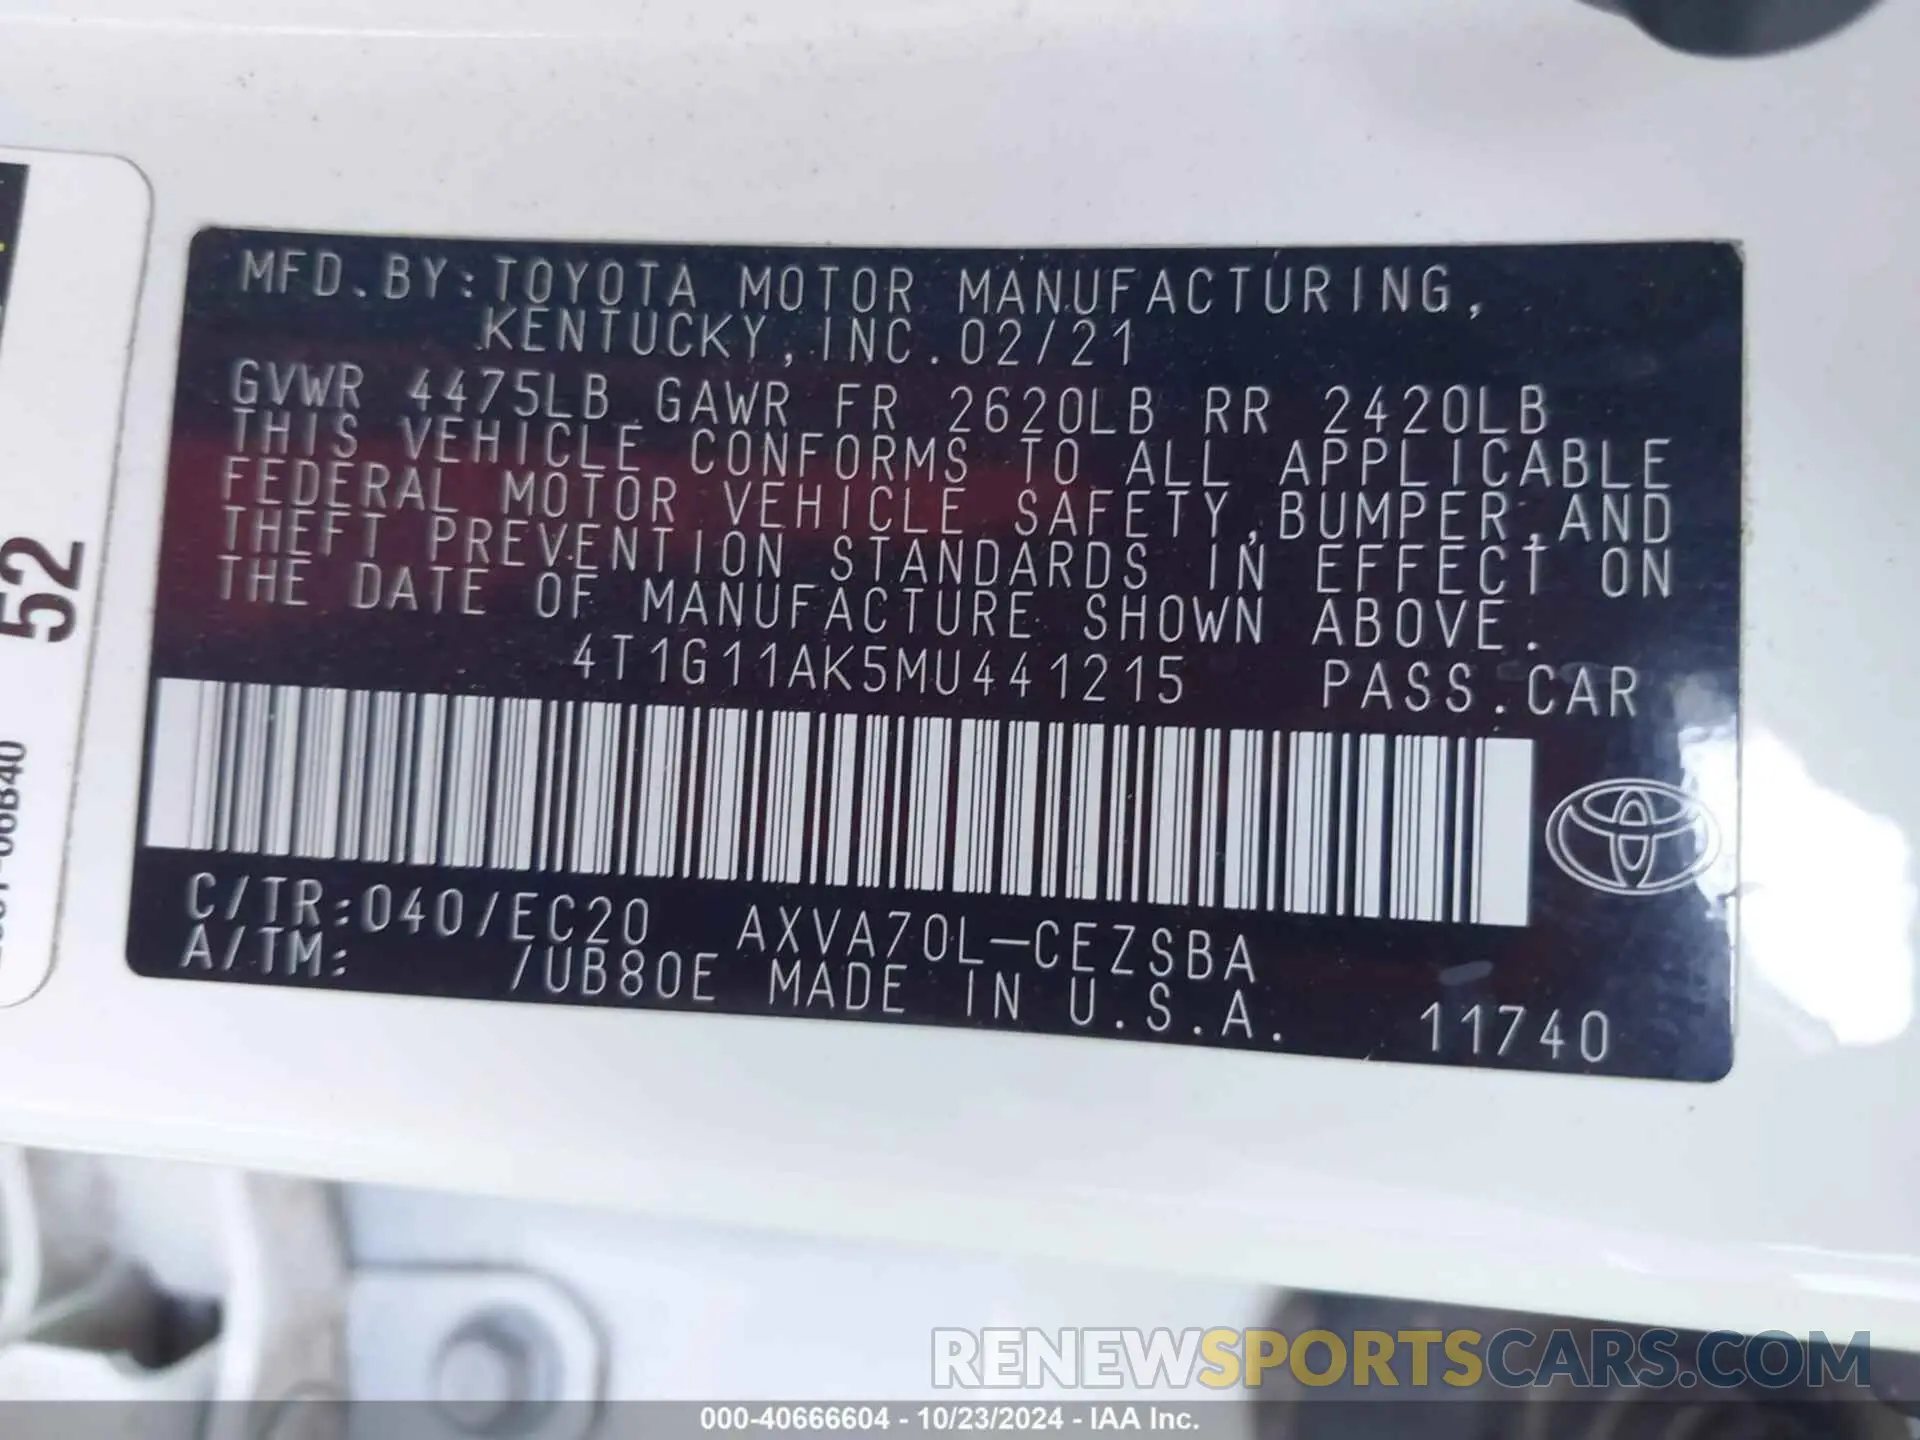 MFD.BY:TOYOTA MOTOR MANUFACTURING,
KENTUCKY,INC.02/21
GVWR 4475LB GAWR FR 2620LB RR 2420LB
THIS VEHICLE CONFORMS TO ALL APPLICABLE
FEDERAL MOTOR VEHICLE SAFETY,BUMPER,AND
THEFT PREVENTION STANDARDS IN EFFECT ON
THE DATE OF MANUFACTURE SHOWN ABOVE.
4T1G11AK5MU441215 PASS.CAR
C/TR:040/EC20 AXVA70L-CEZSBA
A/TM: /UB80E MADE IN U.S.A.
11740
52
RENEWSPORTSCARS.COM
000-40666604 - 10/23/2024 - IAA Inc.